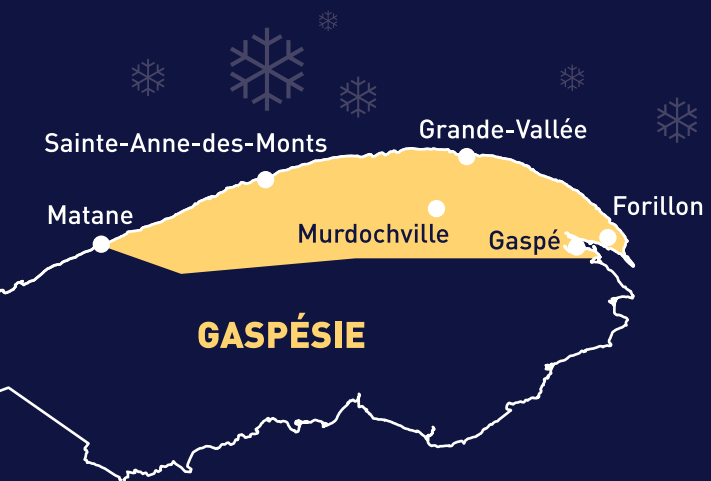 Grande-Vallée
Sainte-Anne-des-Monts
Forillon
Matane
Murdochville
Gaspé
GASPÉSIE